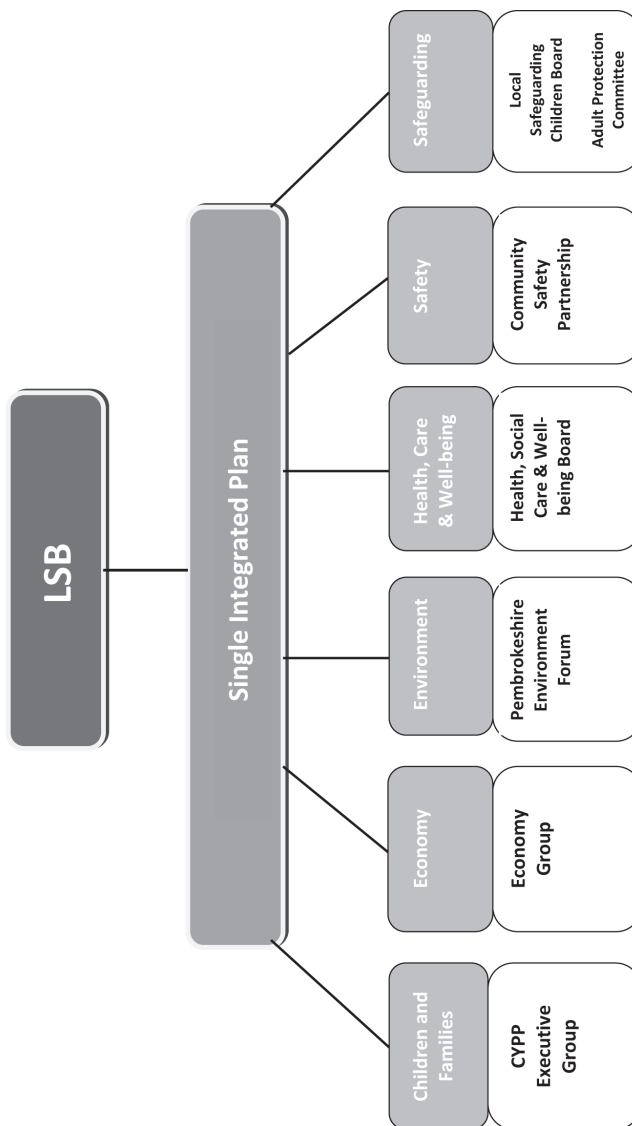 LSB
Single Integrated Plan
Children and
Families
CYPP
Executive
Group
Economy
Economy
Group
Environment
Pembrokeshire
Environment
Forum
Health, Care
& Well-being
Health, Social
Care & Well-
being Board
Safety
Community
Safety
Partnership
Safeguarding
Local
Safeguarding
Children Board
Adult Protection
Committee